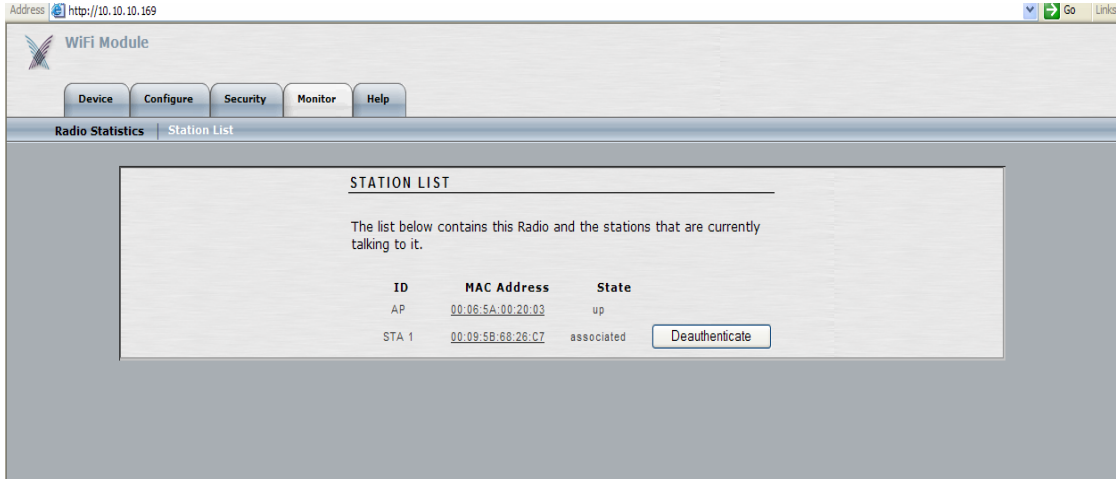 Address http://10.10.10.169 Go Links
WiFi Module
Device Configure Security Monitor Help
Radio Statistics Station List
STATION LIST
The list below contains this Radio and the stations that are currently
talking to it.
ID MAC Address State
AP 00:06:5A:00:20:03 up
STA 1 00:09:5B:68:26:C7 associated Deauthenticate